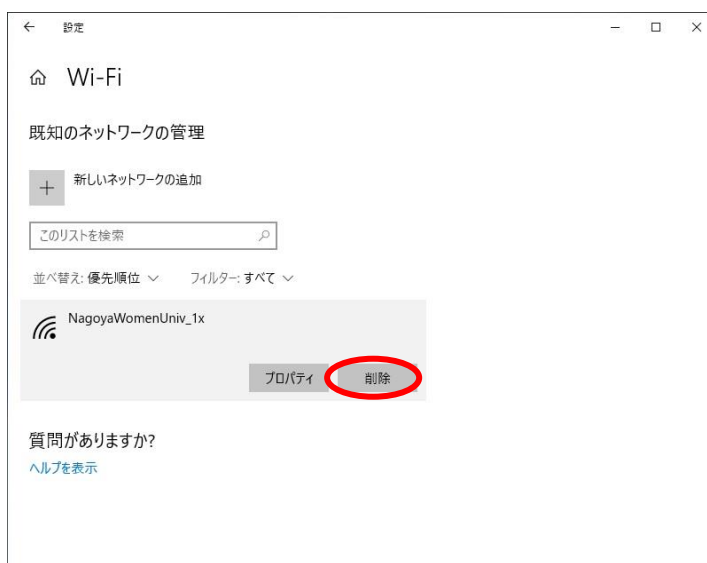 設定
Wi-Fi
既知のネットワークの管理
新しいネットワークの追加
このリストを検索
並べ替え: 優先順位 フィルター: すべて
NagoyaWomenUniv_1x
プロパティ 削除
質問がありますか?
ヘルプを表示